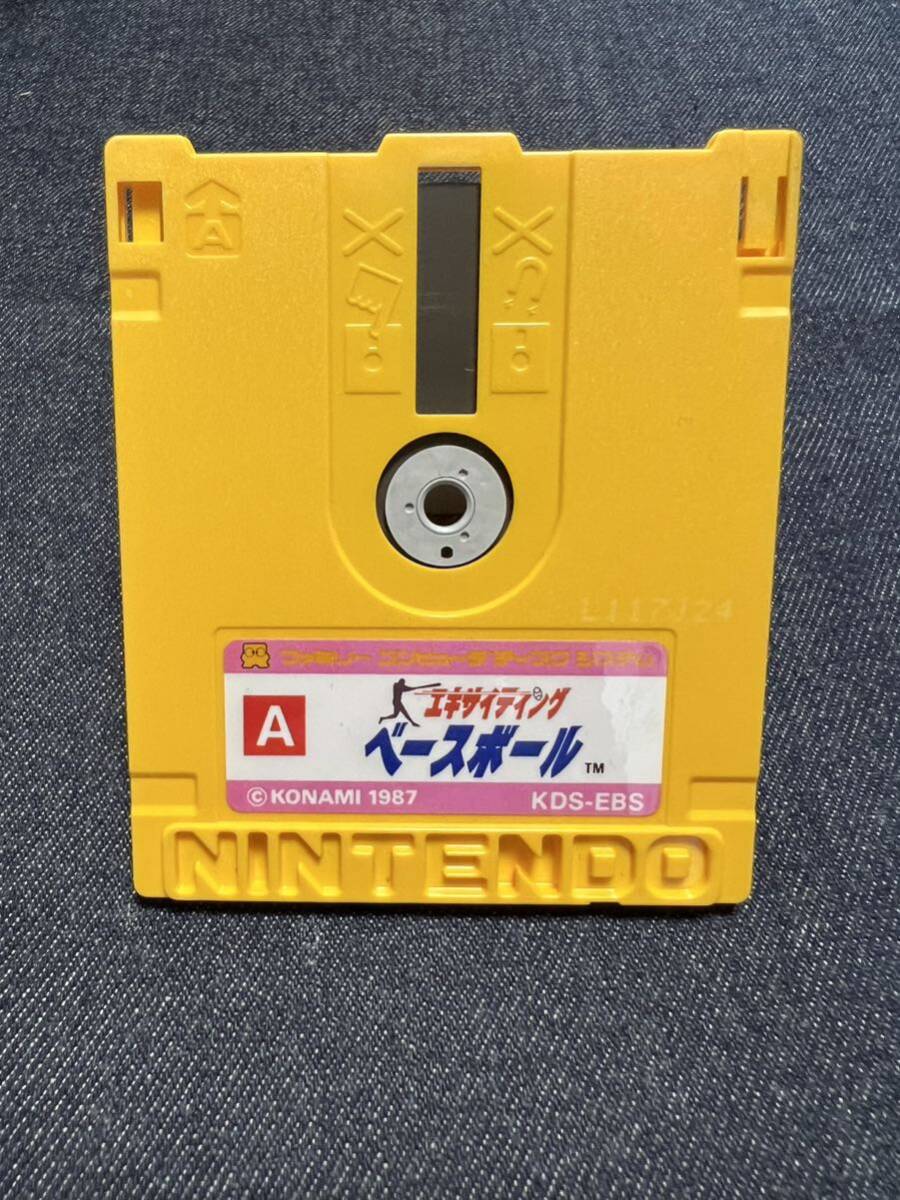 A
L117J24
ファミリー コンピュータ ディスク システム
A
エキサイティング
ベースボール TM
©KONAMI 1987 KDS-EBS
NINTENDO